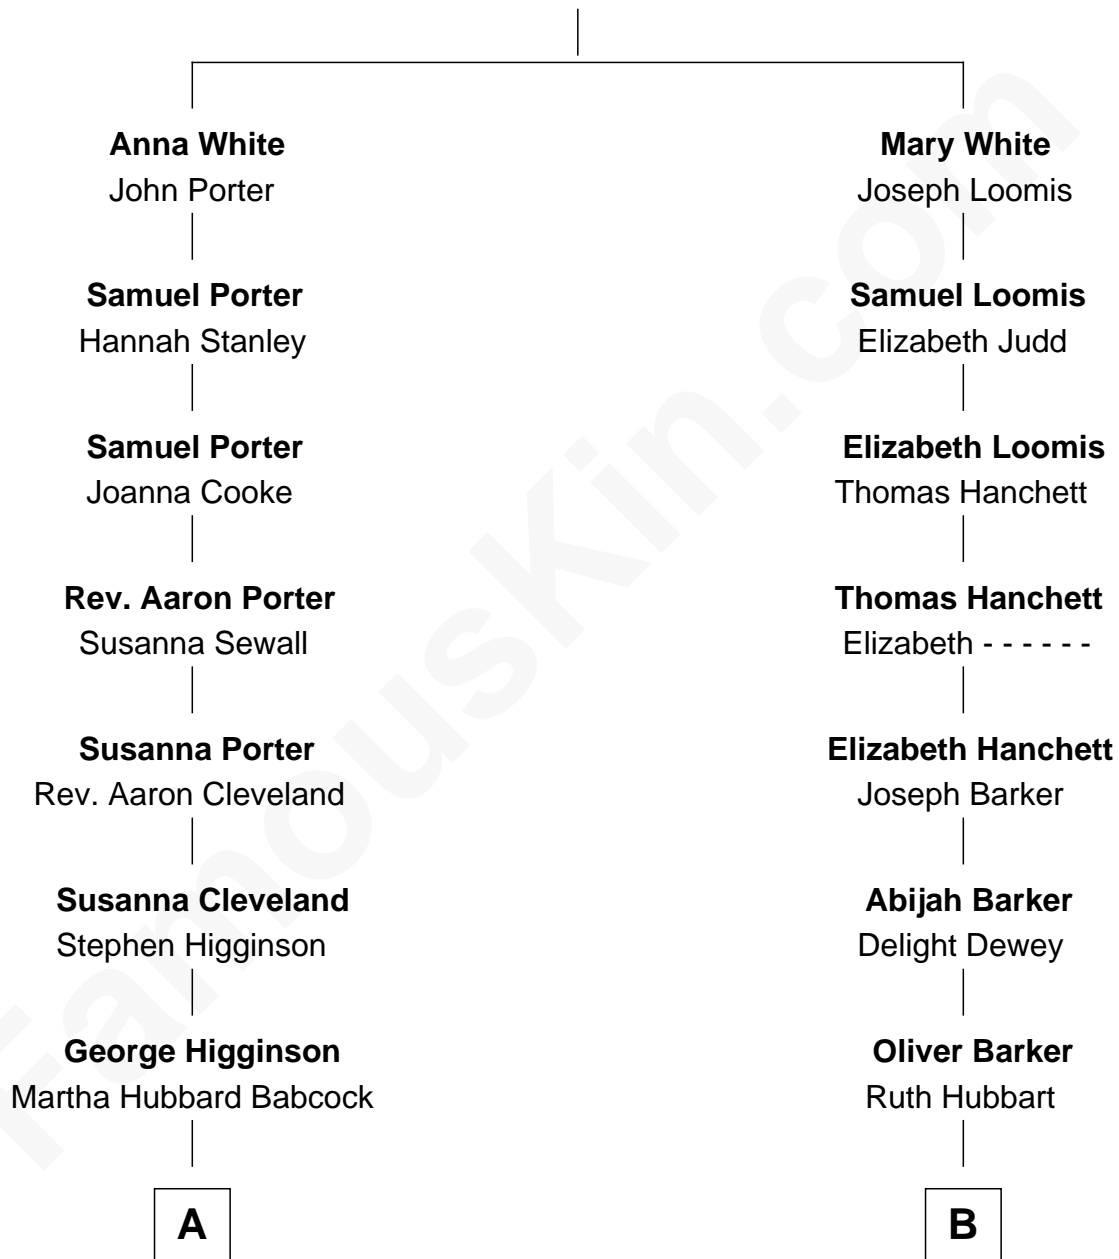 Anna White
John Porter
Mary White
Joseph Loomis
Samuel Porter
Hannah Stanley
Samuel Loomis
Elizabeth Judd
Samuel Porter
Joanna Cooke
Elizabeth Loomis
Thomas Hanchett
Rev. Aaron Porter
Susanna Sewall
Thomas Hanchett
Elizabeth - - - - - -
Susanna Porter
Rev. Aaron Cleveland
Elizabeth Hanchett
Joseph Barker
Susanna Cleveland
Stephen Higginson
Abijah Barker
Delight Dewey
George Higginson
Martha Hubbard Babcock
Oliver Barker
Ruth Hubbart
A
B
FamousKin.com